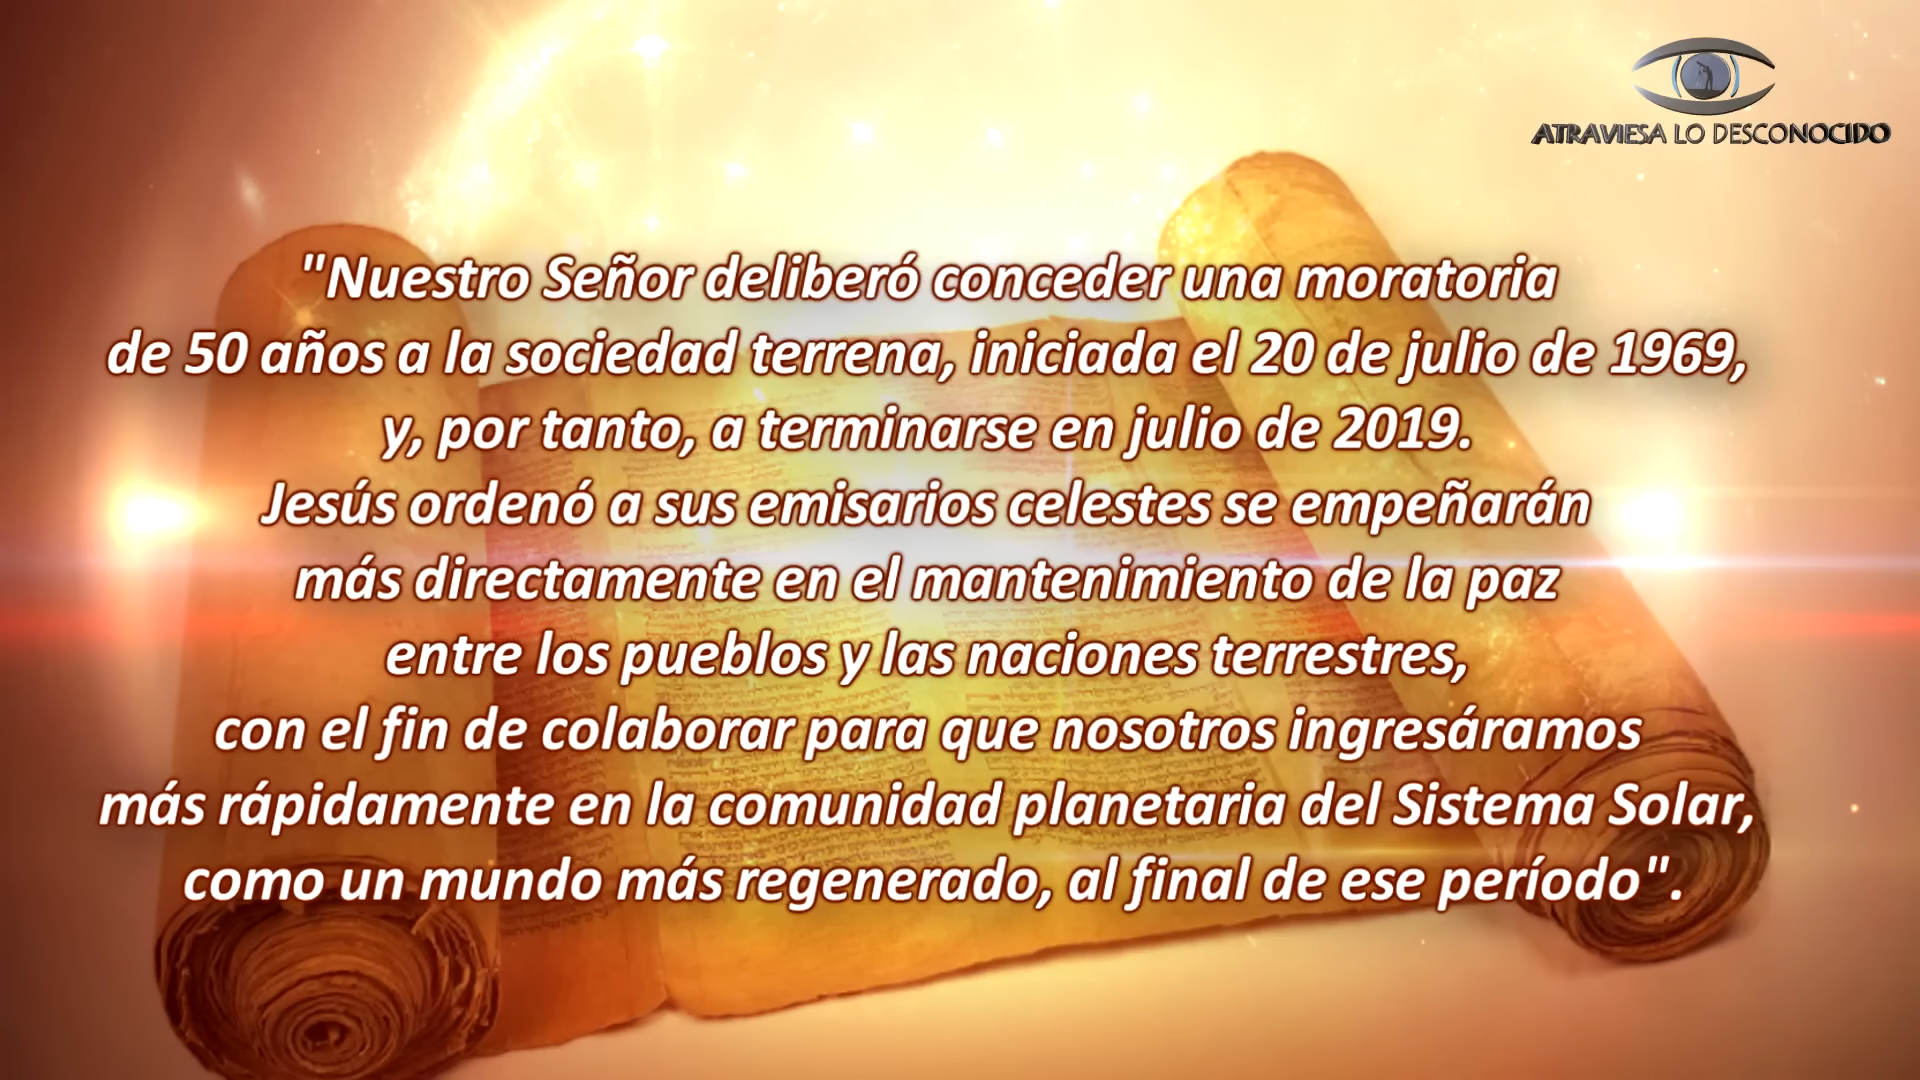 ATRAVIESA LO DESCONOCIDO
"Nuestro Señor deliberó conceder una moratoria
de 50 años a la sociedad terrena, iniciada el 20 de julio de 1969,
y, por tanto, a terminarse en julio de 2019.
Jesús ordenó a sus emisarios celestes se empeñarán
más directamente en el mantenimiento de la paz
entre los pueblos y las naciones terrestres,
con el fin de colaborar para que nosotros ingresáramos
más rápidamente en la comunidad planetaria del Sistema Solar,
como un mundo más regenerado, al final de ese período".